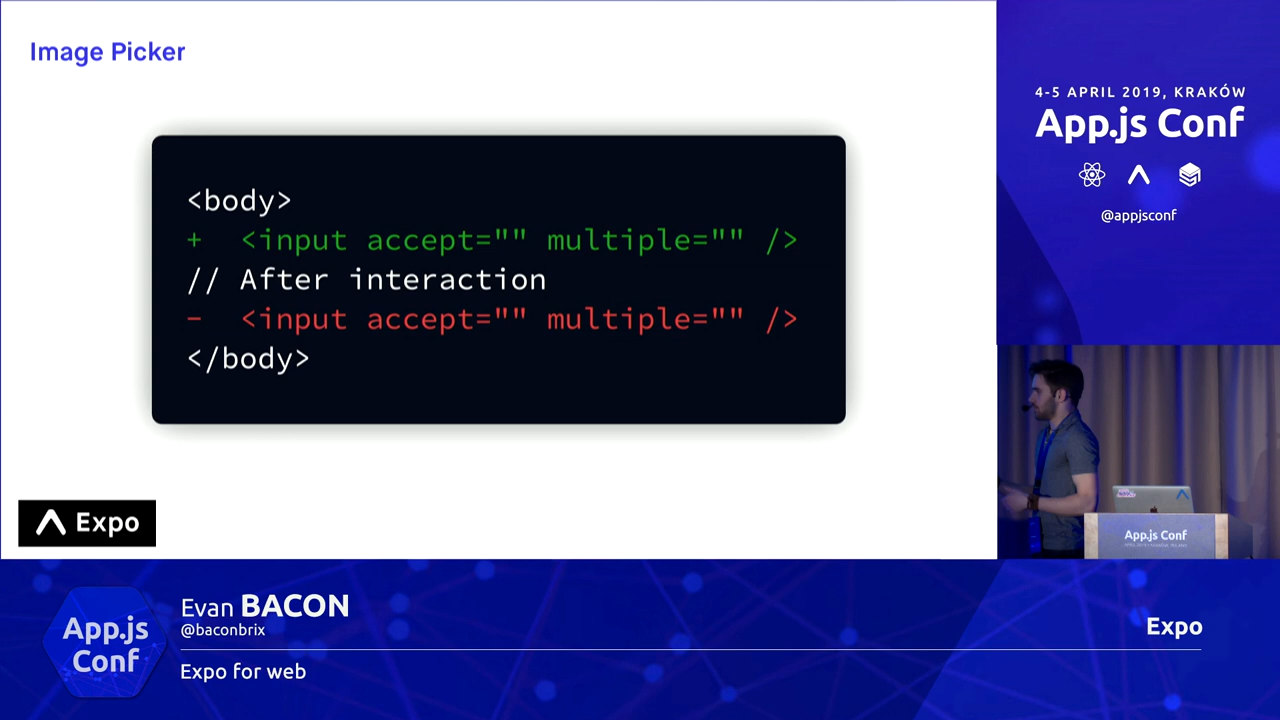 Image Picker
<body>
+  <input accept="" multiple="" />
// After interaction
-  <input accept="" multiple="" />
</body>
Expo
4-5 APRIL 2019, KRAKÓW
App.js Conf
@appjsconf
App.js Conf
App.js
Conf
Evan BACON
@baconbrix
Expo for web
Expo